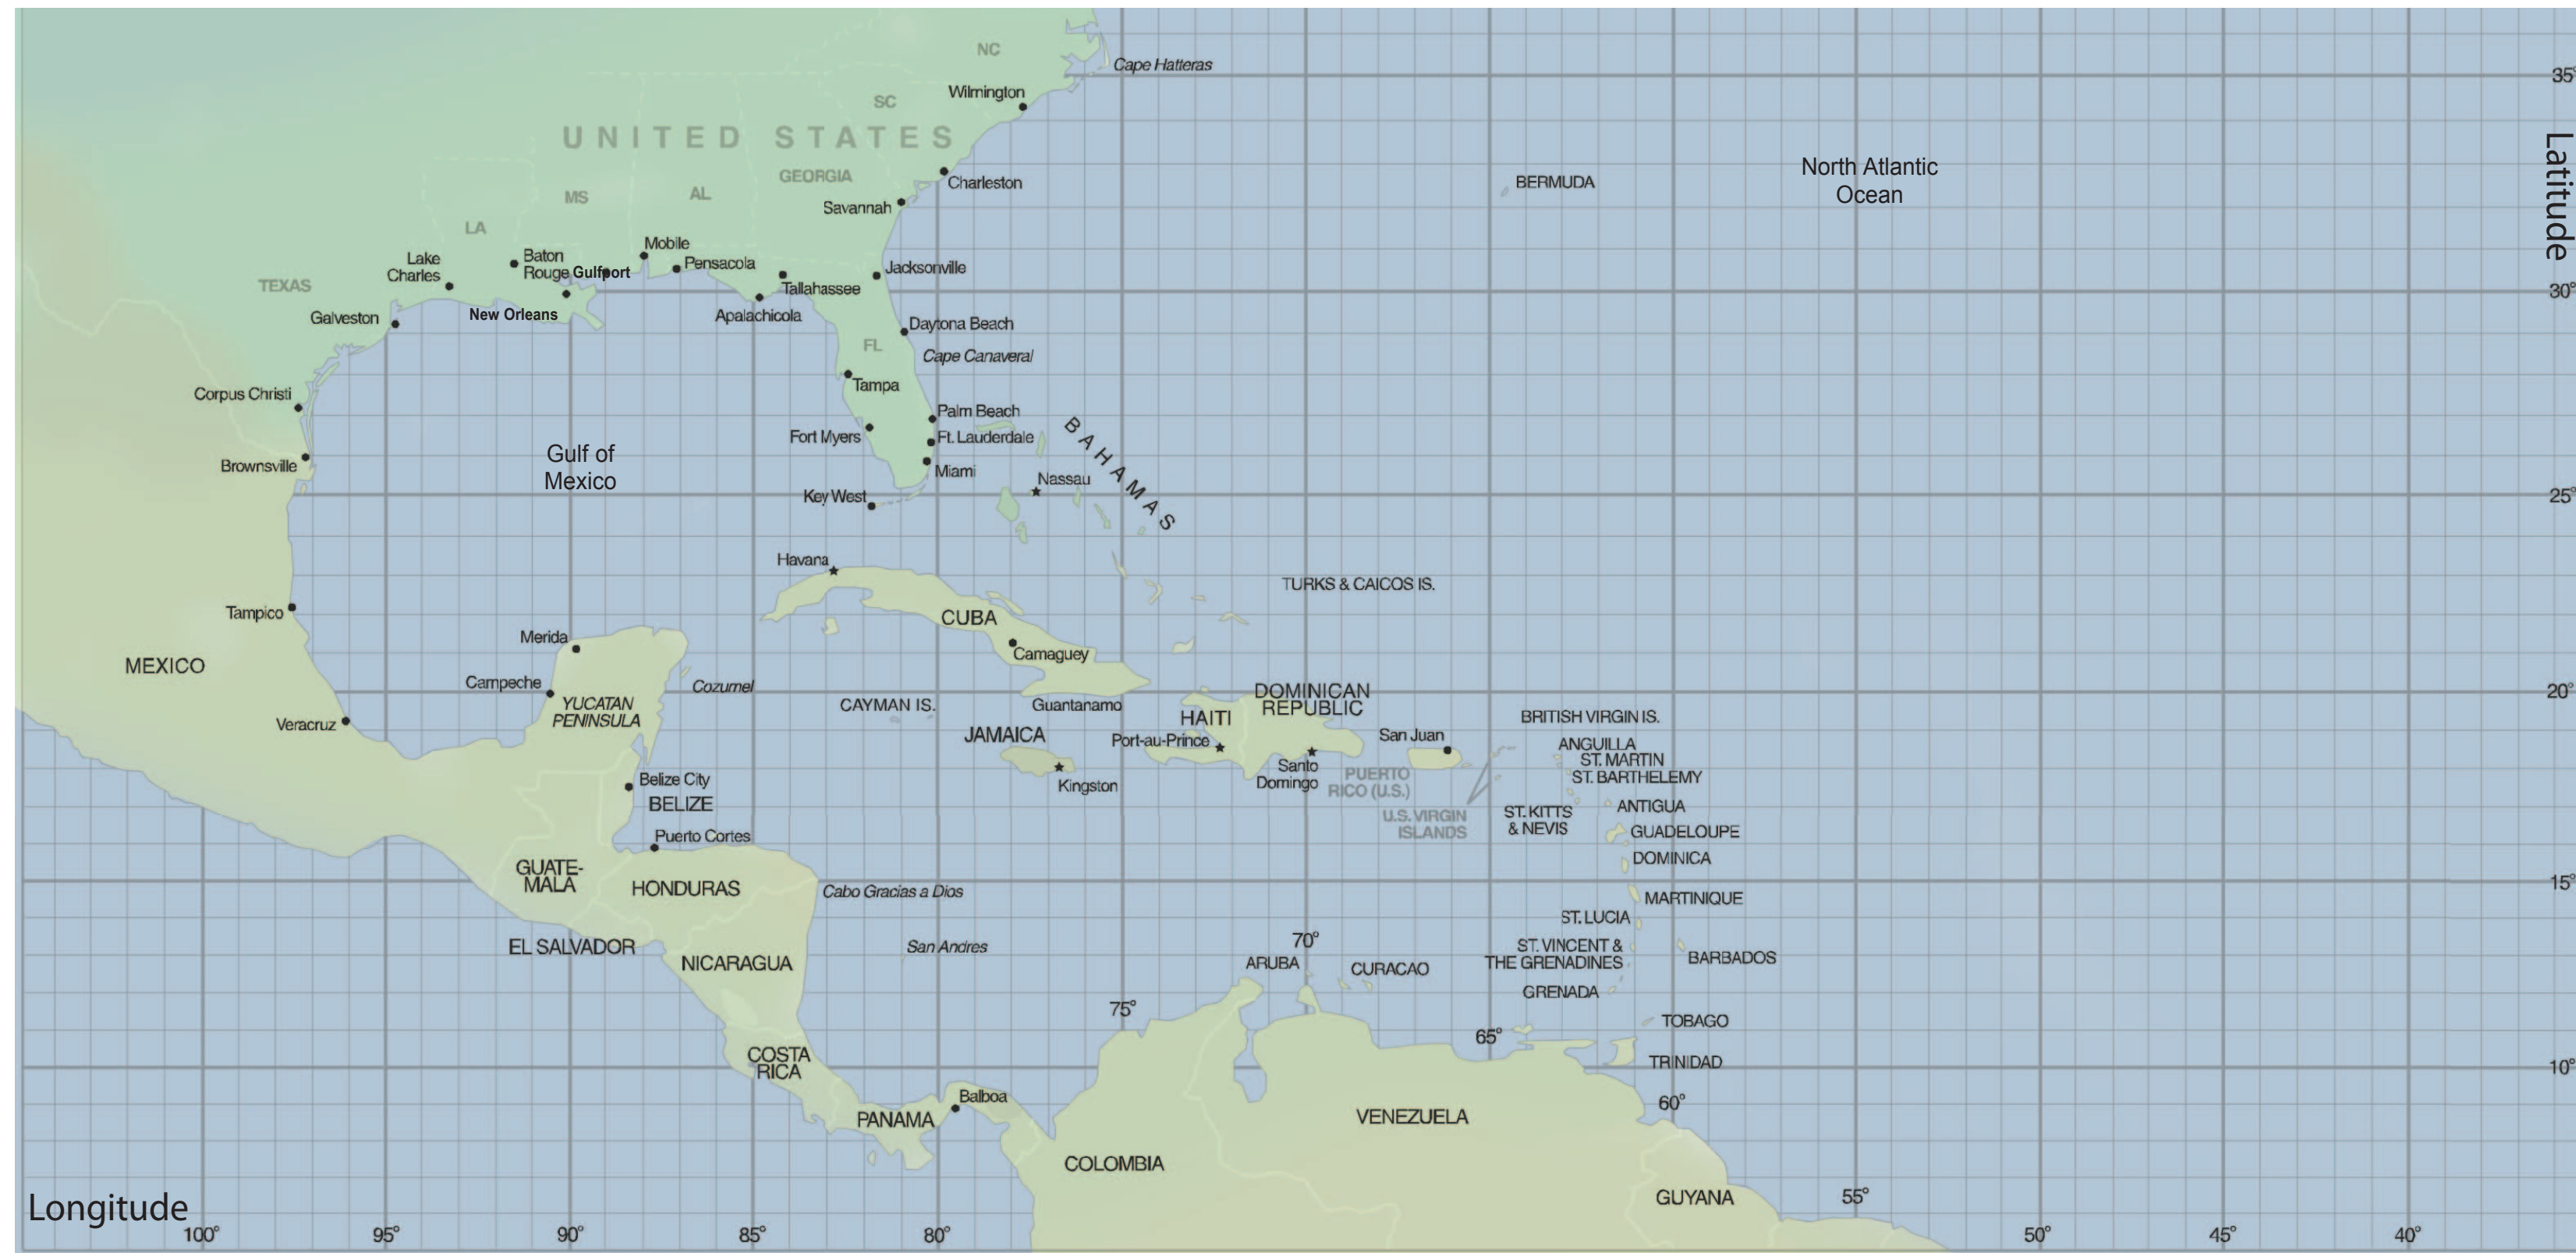 NC
Cape Hatteras
35°
Wilmington
SC
UNITED STATES
Latitude
North Atlantic
Ocean
GEORGIA
BERMUDA
Charleston
MS
AL
Savannah
LA
Mobile
Baton
Rouge
Gulfport
Pensacola
Lake
Charles
Jacksonville
TEXAS
Tallahassee
30°
New Orleans
Apalachicola
Galveston
Daytona Beach
FL
Cape Canaveral
Tampa
Corpus Christi
Palm Beach
Fort Myers
Ft. Lauderdale
BAHAMAS
Gulf of
Mexico
Brownsville
Miami
Nassau
Key West
25°
Havana
TURKS & CAICOS IS.
Tampico
CUBA
Merida
Camaguey
MEXICO
Campeche
Cozumel
YUCATAN
PENINSULA
CAYMAN IS.
Guantanamo
DOMINICAN
REPUBLIC
20°
HAITI
Veracruz
JAMAICA
Port-au-Prince
San Juan
BRITISH VIRGIN IS.
ANGUILLA
ST. MARTIN
ST. BARTHELEMY
Santo
Domingo
PUERTO
RICO (U.S.)
Belize City
BELIZE
Kingston
U.S. VIRGIN
ISLANDS
ST. KITTS
& NEVIS
ANTIGUA
Puerto Cortes
GUADELOUPE
DOMINICA
GUATE-
MALA
HONDURAS
Cabo Gracias a Dios
15°
MARTINIQUE
ST. LUCIA
EL SALVADOR
San Andres
70°
ST. VINCENT &
THE GRENADINES
BARBADOS
NICARAGUA
ARUBA
CURACAO
GRENADA
75°
TOBAGO
65°
COSTA
RICA
TRINIDAD
10°
Balboa
60°
PANAMA
VENEZUELA
COLOMBIA
GUYANA
55°
Longitude
100°
95°
90°
85°
80°
50°
45°
40°